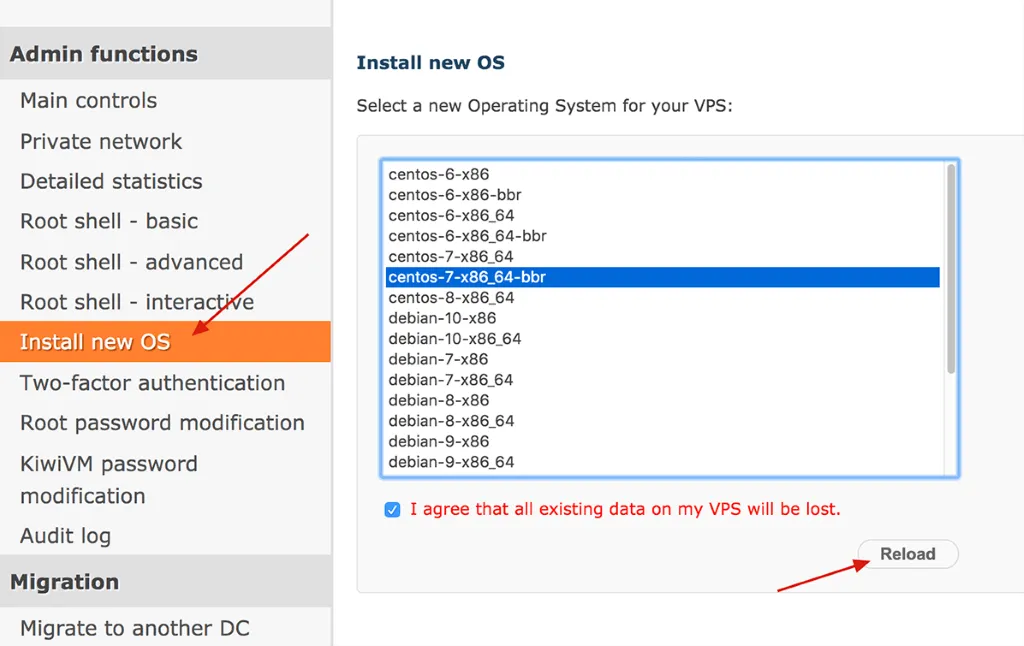 Admin functions
Main controls
Private network
Detailed statistics
Root shell - basic
Root shell - advanced
Root shell - interactive
Install new OS
Two-factor authentication
Root password modification
KiwiVM password
modification
Audit log
Migration
Migrate to another DC
Install new OS
Select a new Operating System for your VPS:
centos-6-x86
centos-6-x86-bbr
centos-6-x86_64
centos-6-x86_64-bbr
centos-7-x86_64
centos-7-x86_64-bbr
centos-8-x86_64
debian-10-x86
debian-10-x86_64
debian-7-x86
debian-7-x86_64
debian-8-x86
debian-8-x86_64
debian-9-x86
debian-9-x86_64
I agree that all existing data on my VPS will be lost.
Reload